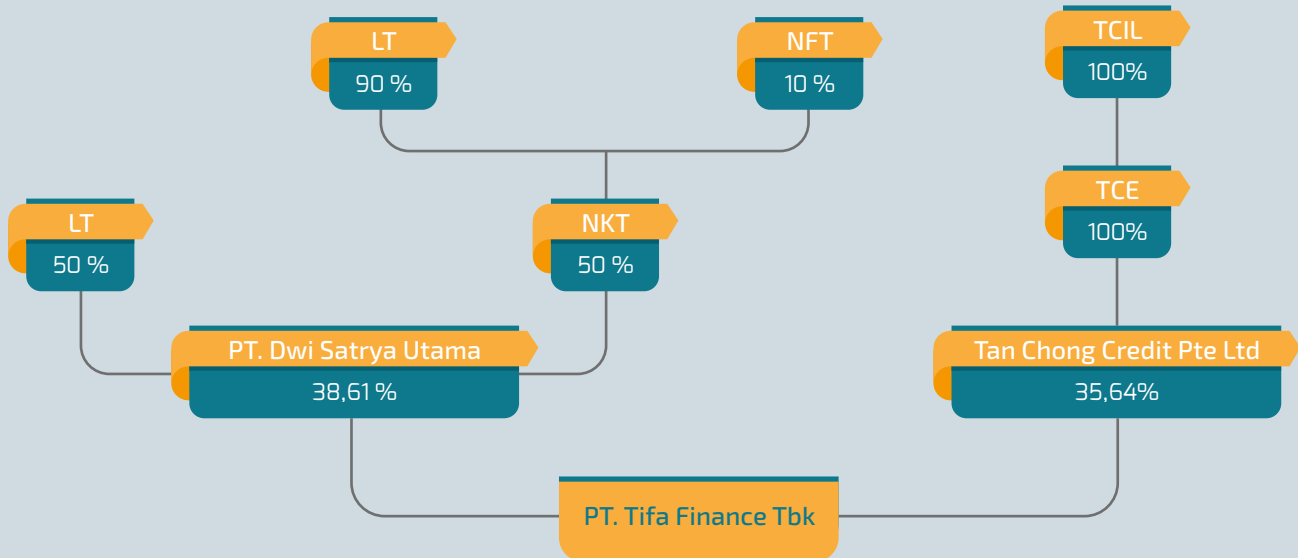 LT
90 %
NFT
10 %
TCIL
100%
TCE
100%
LT
50 %
NKT
50 %
PT. Dwi Satrya Utama
38,61 %
Tan Chong Credit Pte Ltd
35,64%
PT. Tifa Finance Tbk